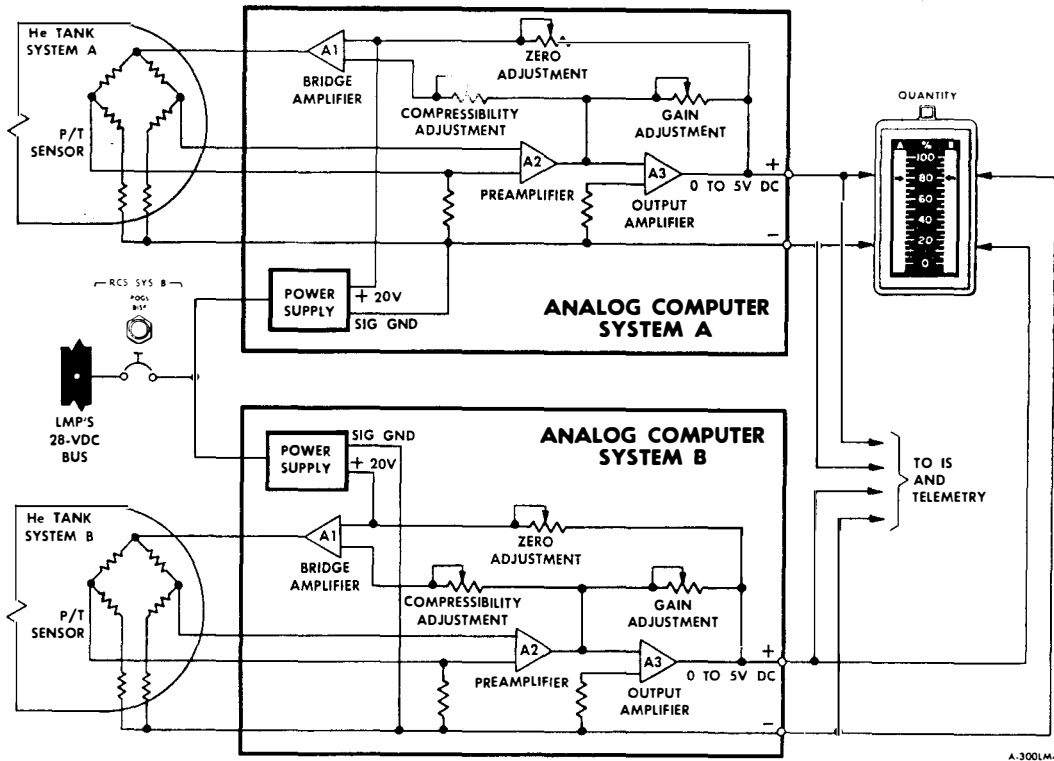 He TANK
SYSTEM A
P/T
SENSOR
A1
BRIDGE
AMPLIFIER
ZERO
ADJUSTMENT
COMPRESSIBILITY
ADJUSTMENT
GAIN
ADJUSTMENT
A2
PREAMPLIFIER
A3
OUTPUT
AMPLIFIER
+
0 TO 5V DC
-
POWER
SUPPLY
+ 20V
SIG GND
ANALOG COMPUTER
SYSTEM A
QUANTITY
A % B
100
80
60
40
20
0
RCS SYS B
PQGS
DISP
LMP'S
28-VDC
BUS
POWER
SUPPLY
SIG GND
+ 20V
ANALOG COMPUTER
SYSTEM B
TO IS
AND
TELEMETRY
He TANK
SYSTEM B
P/T
SENSOR
A1
BRIDGE
AMPLIFIER
ZERO
ADJUSTMENT
COMPRESSIBILITY
ADJUSTMENT
GAIN
ADJUSTMENT
A2
PREAMPLIFIER
A3
OUTPUT
AMPLIFIER
+
0 TO 5V DC
-